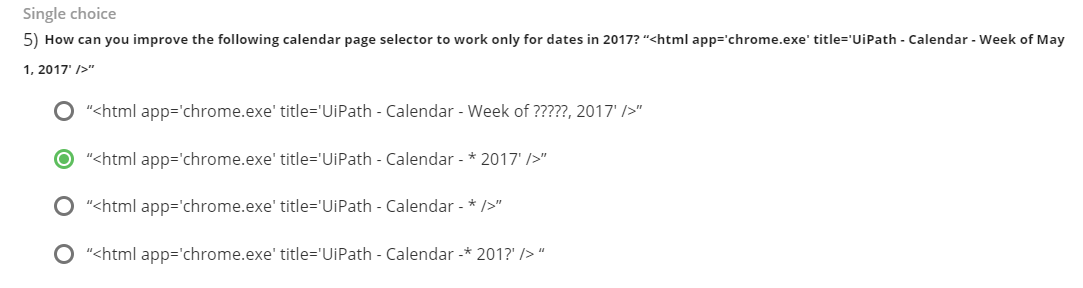 Single choice
5) How can you improve the following calendar page selector to work only for dates in 2017? “<html app='chrome.exe' title='UiPath - Calendar - Week of May
1, 2017' />”
“<html app='chrome.exe' title='UiPath - Calendar - Week of ?????, 2017' />”
“<html app='chrome.exe' title='UiPath - Calendar - * 2017' />”
“<html app='chrome.exe' title='UiPath - Calendar - * />”
“<html app='chrome.exe' title='UiPath - Calendar -* 201?' /> “